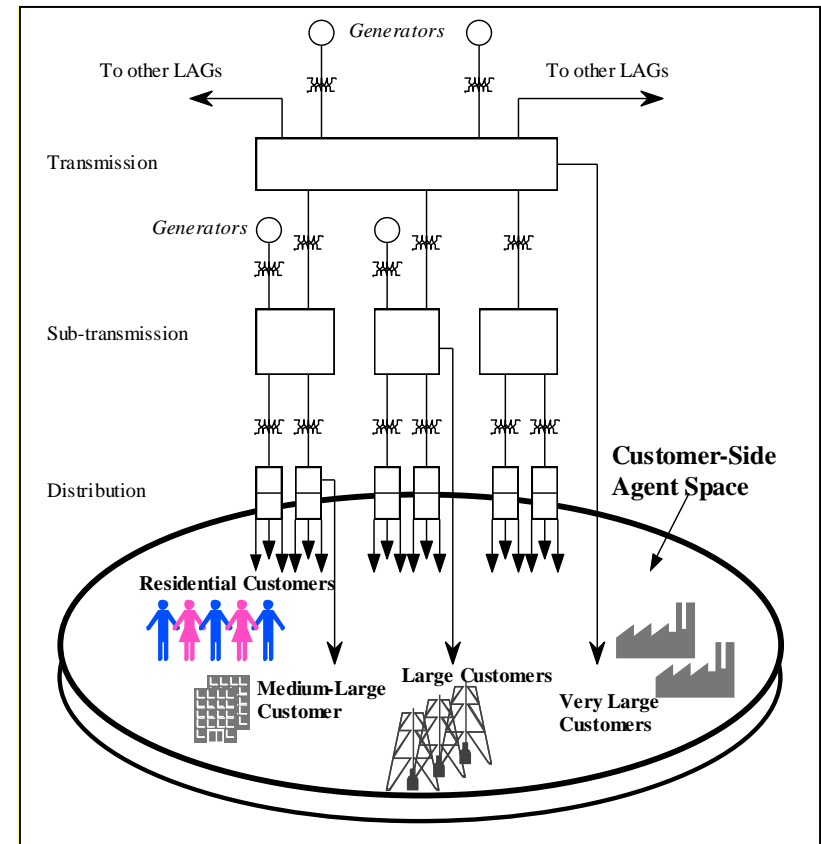 Generators
To other LAGs
To other LAGs
Transmission
Generators
Sub-transmission
Customer-Side
Agent Space
Distribution
Residential Customers
Large Customers
Medium-Large
Customer
Very Large
Customers